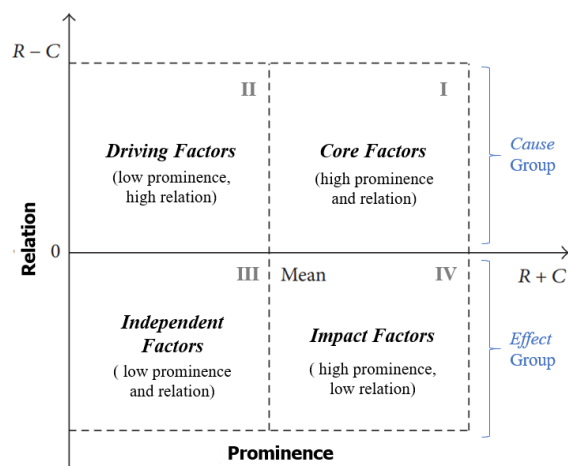 R − C
II
I
Driving Factors
(low prominence,
high relation)
Core Factors
(high prominence
and relation)
Cause
Group
Relation
0
III
Mean
IV
R + C
Independent
Factors
( low prominence
and relation)
Impact Factors
( high prominence,
low relation)
Effect
Group
Prominence